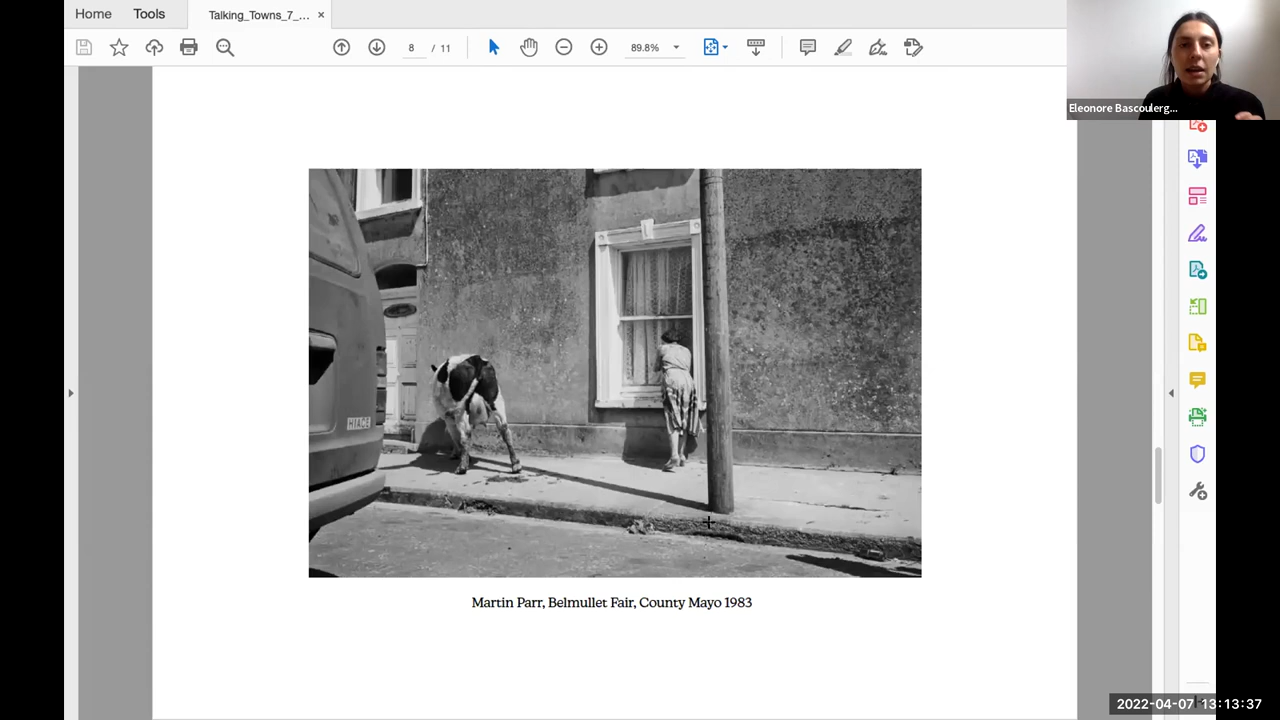 Home Tools Talking_Towns_7_... ×
8 / 11 89.8%
Eleonore Bascoulerg...
HIACE
Martin Parr, Belmullet Fair, County Mayo 1983
2022-04-07 13:13:37